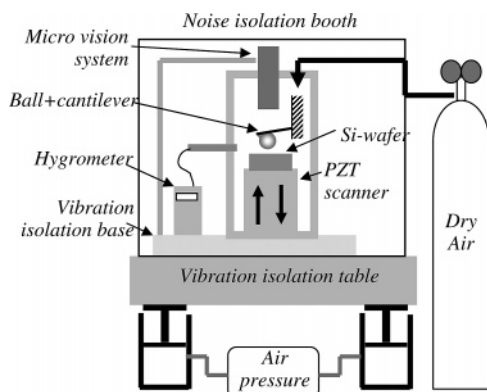 Noise isolation booth
Micro vision
system
Ball+cantilever
Hygrometer
Vibration
isolation base
Si-wafer
PZT
scanner
Dry
Air
Vibration isolation table
Air
pressure